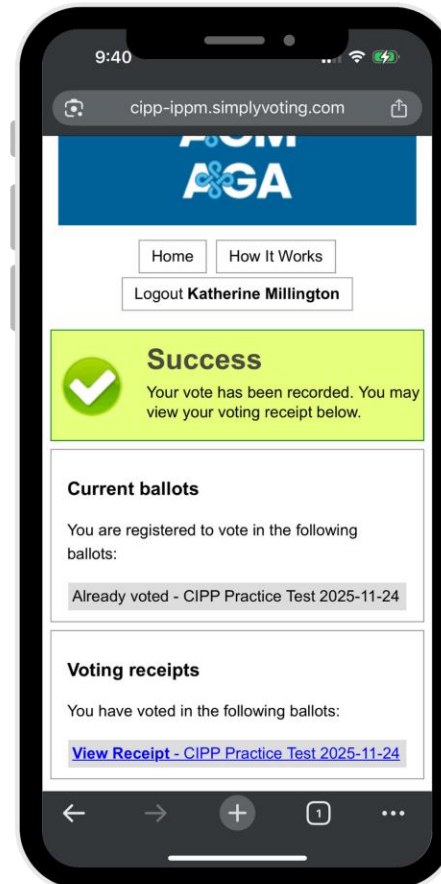 9:40
cipp-ippm.simplyvoting.com
AGM
AGA
Home How It Works
Logout Katherine Millington
Success
Your vote has been recorded. You may
view your voting receipt below.
Current ballots
You are registered to vote in the following
ballots:
Already voted - CIPP Practice Test 2025-11-24
Voting receipts
You have voted in the following ballots:
View Receipt - CIPP Practice Test 2025-11-24
1